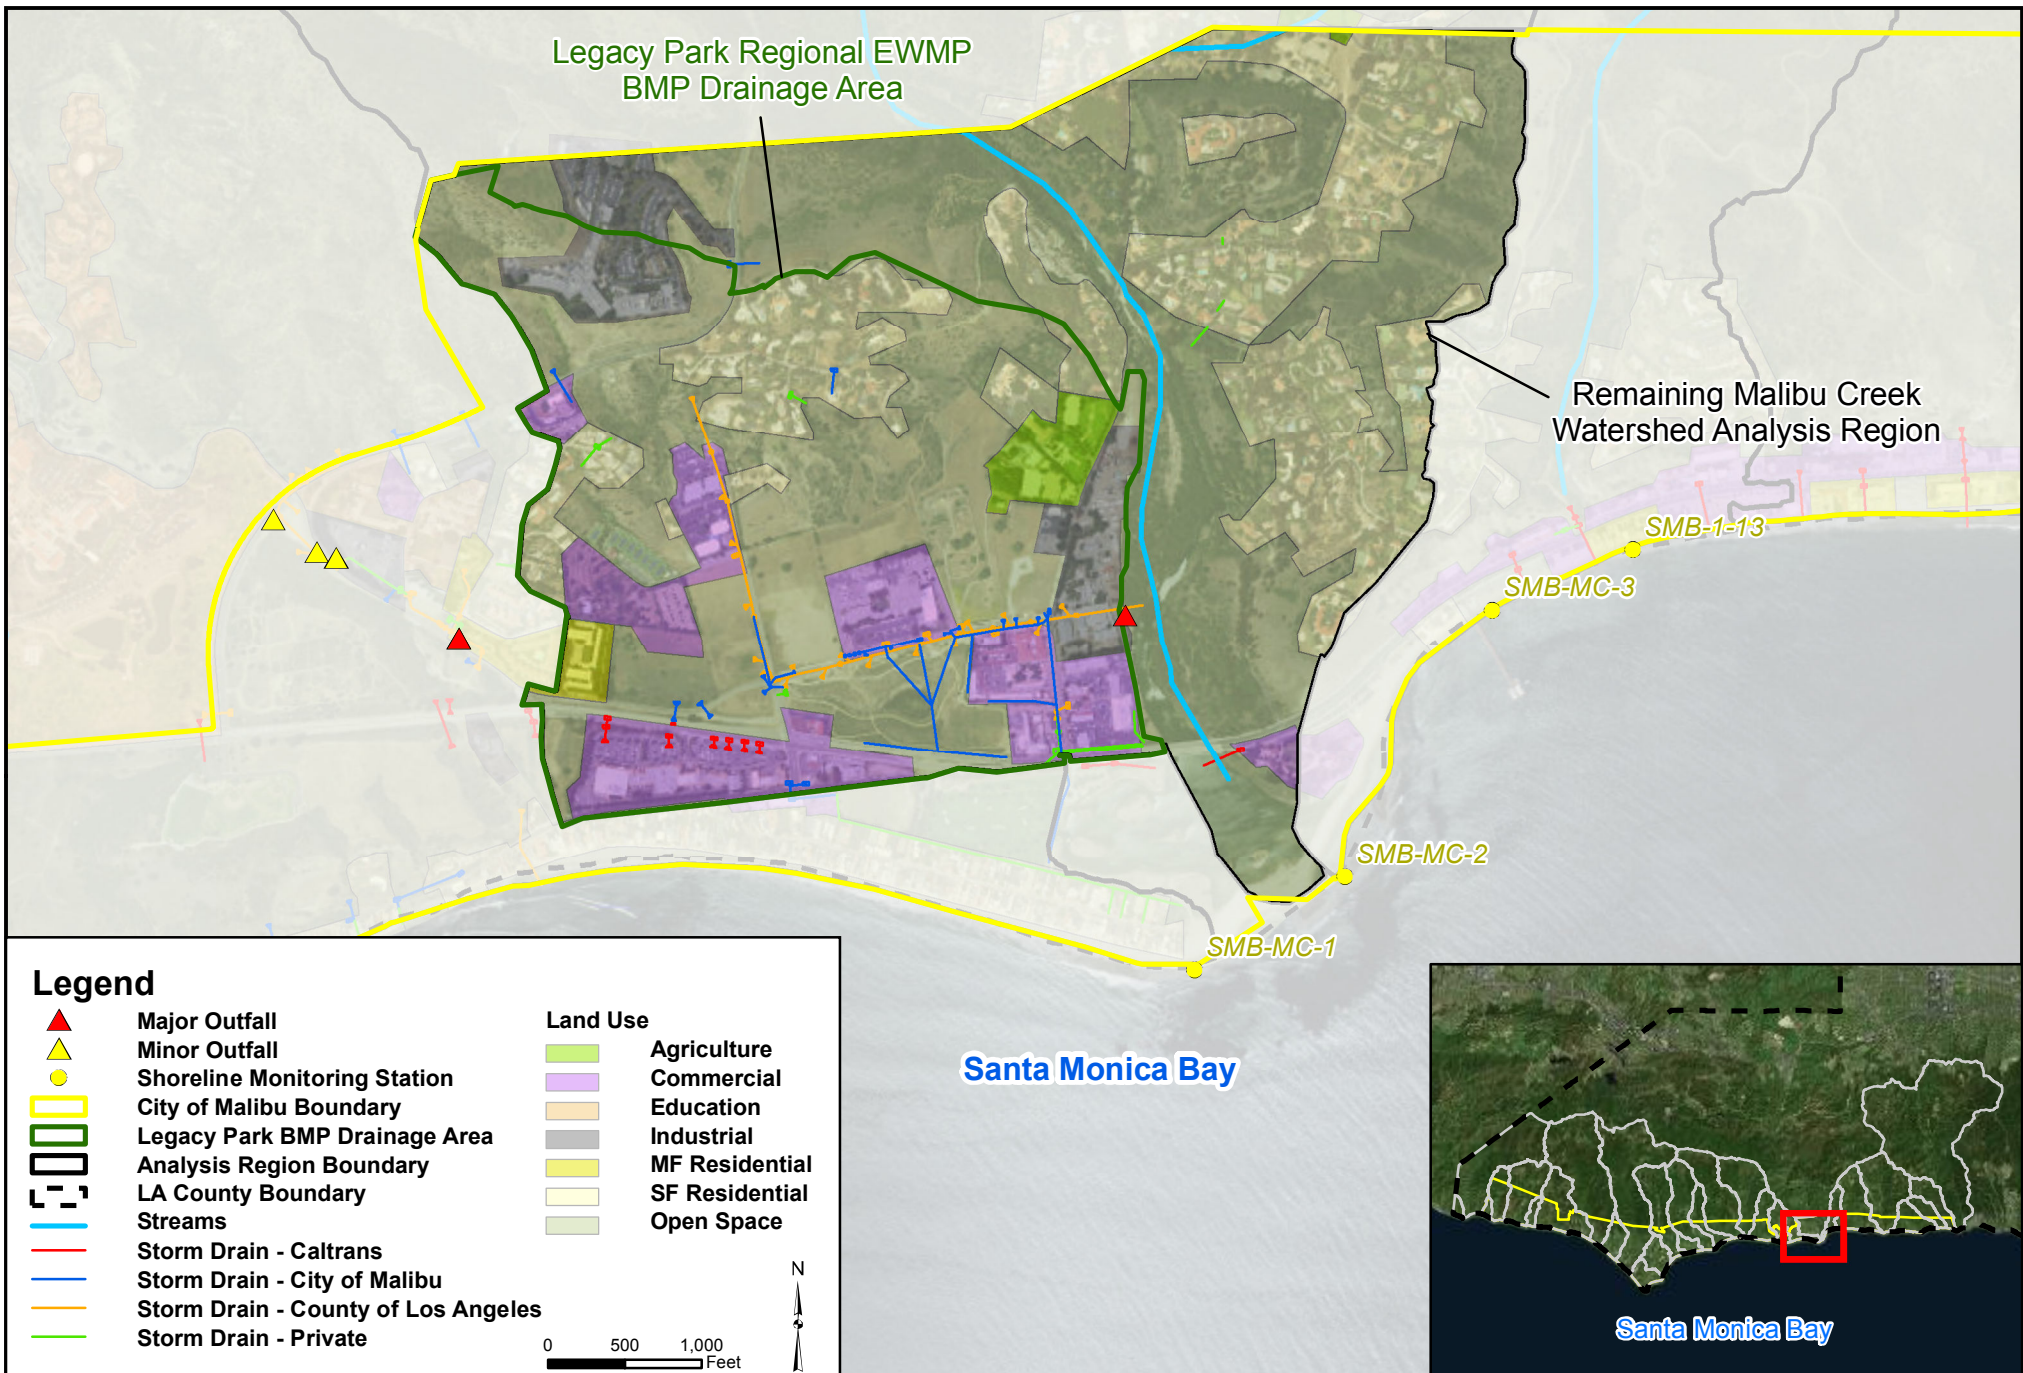 Legacy Park Regional EWMP
BMP Drainage Area
Remaining Malibu Creek
Watershed Analysis Region
SMB-1-13
SMB-MC-3
SMB-MC-2
SMB-MC-1
Santa Monica Bay
Legend
Major Outfall
Minor Outfall
Shoreline Monitoring Station
City of Malibu Boundary
Legacy Park BMP Drainage Area
Analysis Region Boundary
LA County Boundary
Streams
Storm Drain - Caltrans
Storm Drain - City of Malibu
Storm Drain - County of Los Angeles
Storm Drain - Private
Land Use
Agriculture
Commercial
Education
Industrial
MF Residential
SF Residential
Open Space
N
0 500 1,000
Feet
Santa Monica Bay